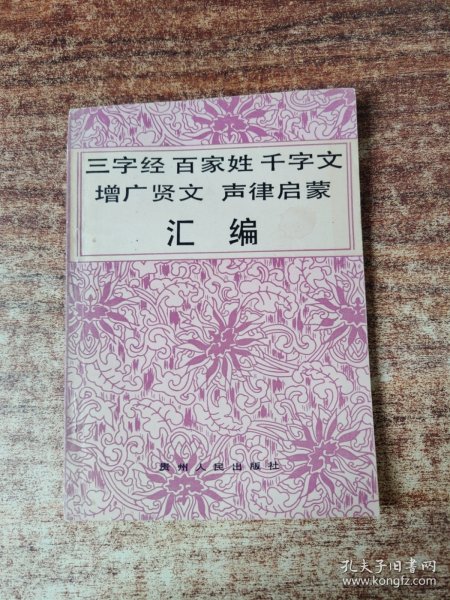 三字经 百家姓 千字文
增广贤文 声律启蒙
汇编
贵州人民出版社
孔夫子旧书网
www.kongfz.com